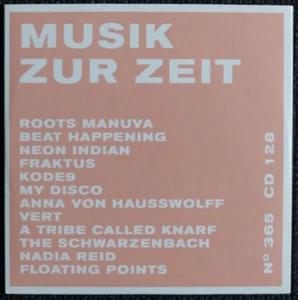 MUSIK
ZUR ZEIT
ROOTS MANUVA
BEAT HAPPENING
NEON INDIAN
FRAKTUS
KODE9
MY DISCO
ANNA VON HAUSSWOLFF
VERT
A TRIBE CALLED KNARF
THE SCHWARZENBACH
NADIA REID
FLOATING POINTS
Nº 365 CD 128